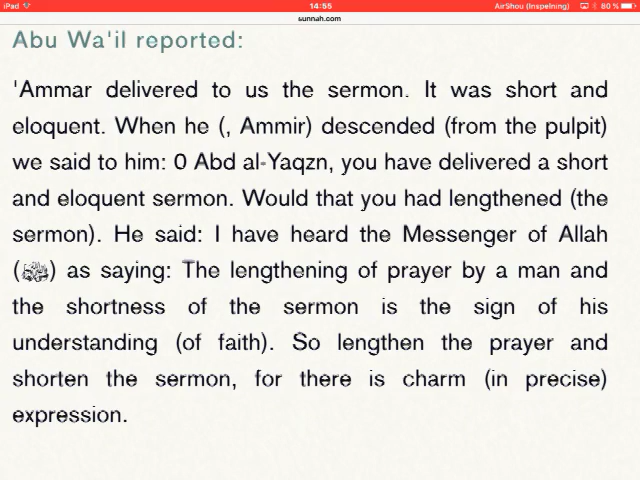 iPad 14:55 AirShou (Inspelning) 80 %
sunnah.com
Abu Wa'il reported:
'Ammar delivered to us the sermon. It was short and
eloquent. When he (, Ammir) descended (from the pulpit)
we said to him: 0 Abd al-Yaqzn, you have delivered a short
and eloquent sermon. Would that you had lengthened (the
sermon). He said: I have heard the Messenger of Allah
(ﷺ) as saying: The lengthening of prayer by a man and
the shortness of the sermon is the sign of his
understanding (of faith). So lengthen the prayer and
shorten the sermon, for there is charm (in precise)
expression.